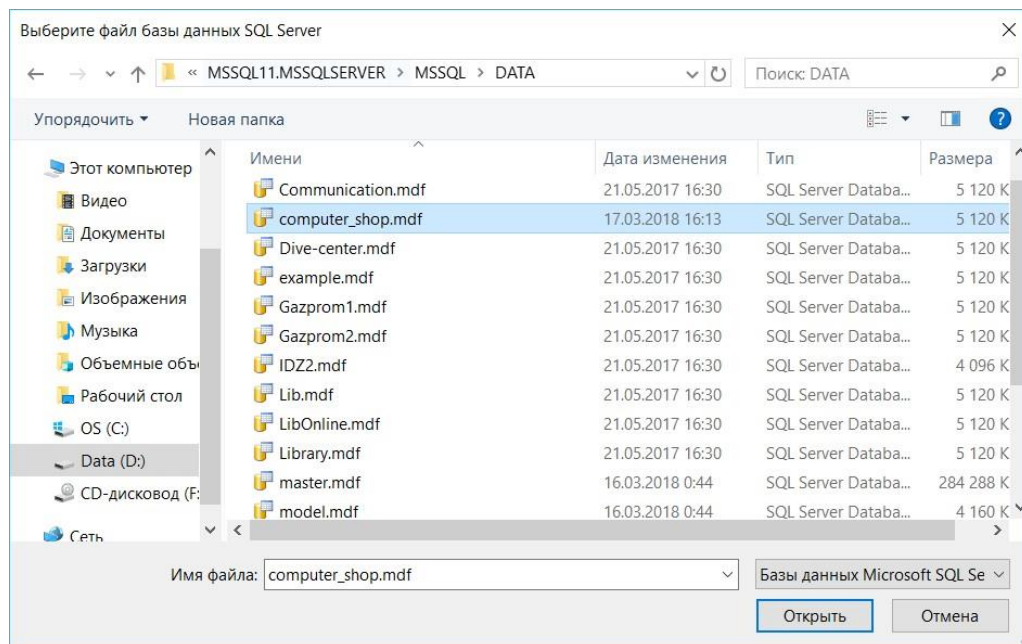 Выберите файл базы данных SQL Server
« MSSQL11.MSSQLSERVER > MSSQL > DATA
Поиск: DATA
Упорядочить
Новая папка
?
Этот компьютер
Видео
Документы
Загрузки
Изображения
Музыка
Объемные объ
Рабочий стол
OS (C:)
Data (D:)
CD-дисковод (F:
Сеть
Имени Дата изменения Тип Размера
Communication.mdf 21.05.2017 16:30 SQL Server Databa... 5 120 K
computer_shop.mdf 17.03.2018 16:13 SQL Server Databa... 5 120 K
Dive-center.mdf 21.05.2017 16:30 SQL Server Databa... 5 120 K
example.mdf 21.05.2017 16:30 SQL Server Databa... 5 120 K
Gazprom1.mdf 21.05.2017 16:30 SQL Server Databa... 5 120 K
Gazprom2.mdf 21.05.2017 16:30 SQL Server Databa... 5 120 K
IDZ2.mdf 21.05.2017 16:30 SQL Server Databa... 4 096 K
Lib.mdf 21.05.2017 16:30 SQL Server Databa... 5 120 K
LibOnline.mdf 21.05.2017 16:30 SQL Server Databa... 5 120 K
Library.mdf 21.05.2017 16:30 SQL Server Databa... 5 120 K
master.mdf 16.03.2018 0:44 SQL Server Databa... 284 288 K
model.mdf 16.03.2018 0:44 SQL Server Databa... 4 160 K
Имя файла: computer_shop.mdf
Базы данных Microsoft SQL Se
Открыть
Отмена